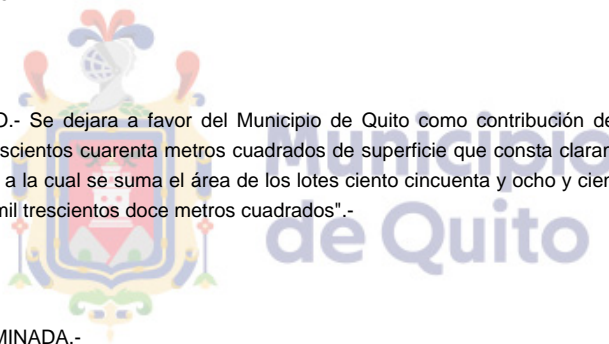 O.- Se dejara a favor del Municipio de Quito como contribución de
scientos cuarenta metros cuadrados de superficie que consta claram
a la cual se suma el área de los lotes ciento cincuenta y ocho y cien
mil trescientos doce metros cuadrados".-
Municipio
de Quito
MINADA.-